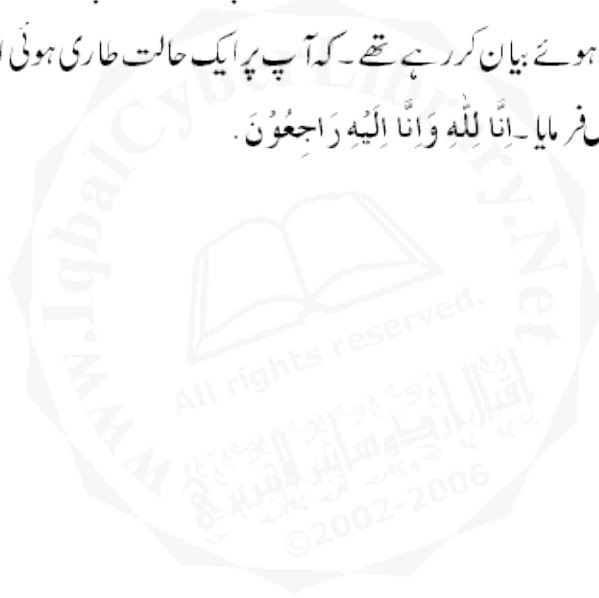 ہوئے بیان کر رہے تھے۔ کہ آپ پر ایک حالت طاری ہوئی
فرمایا۔ اِنَّا لِلّٰهِ وَاِنَّا اِلَيْهِ رَاجِعُوْنَ۔
www.IqbalCyberLibrary.Net
All rights reserved.
©2002-2006